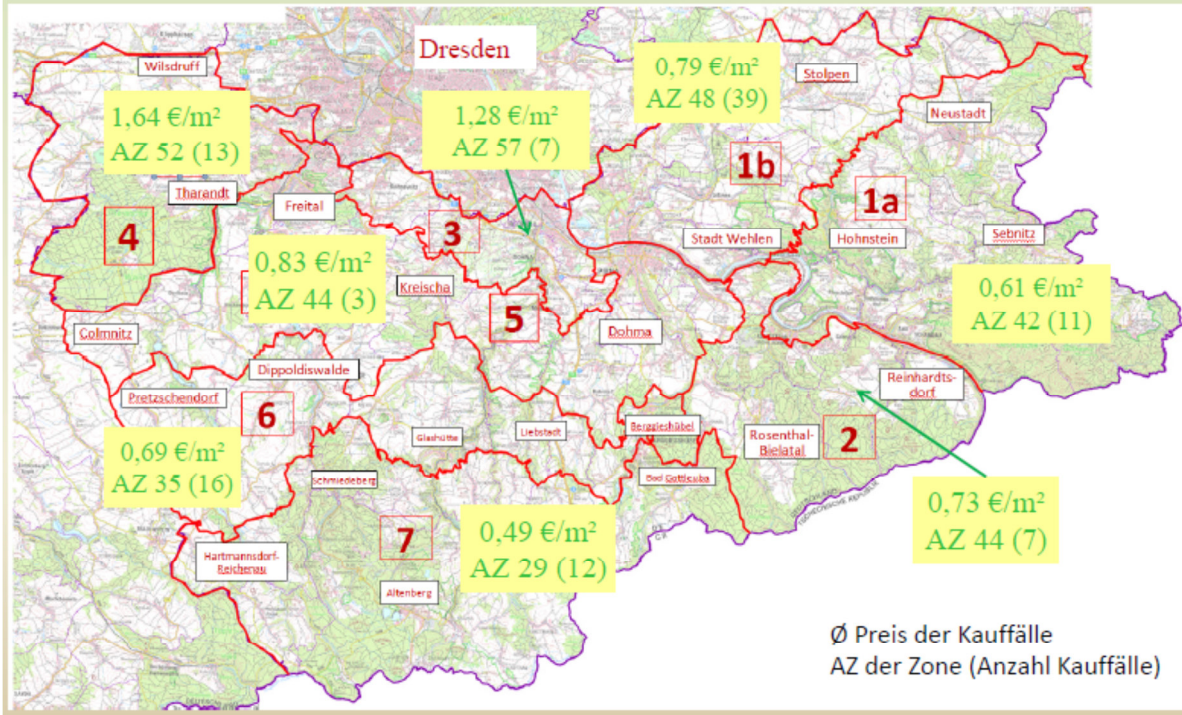 Wilsdruff
Dresden
0,79 €/m²
AZ 48 (39)
Stolpen
1,64 €/m²
AZ 52 (13)
1,28 €/m²
AZ 57 (7)
Neustadt
1b
1a
Tharandt
Freital
4
3
Stadt Wehlen
Hohnstein
Sebnitz
0,83 €/m²
AZ 44 (3)
Kreischa
0,61 €/m²
AZ 42 (11)
5
Colmnitz
Dohma
Dippoldiswalde
Pretzschendorf
6
Reinhardts-
dorf
Glashütte
Liebstadt
Berggießhübel
Rosenthal-
Bielatal
2
0,69 €/m²
AZ 35 (16)
Schmiedeberg
Bad Gottleuba
0,73 €/m²
AZ 44 (7)
7
0,49 €/m²
AZ 29 (12)
Hartmannsdorf-
Reichenau
Altenberg
Ø Preis der Kauffälle
AZ der Zone (Anzahl Kauffälle)